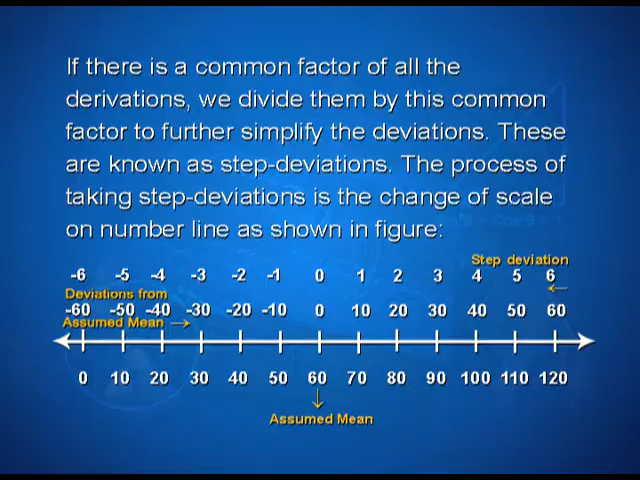 If there is a common factor of all the
derivations, we divide them by this common
factor to further simplify the deviations. These
are known as step-deviations. The process of
taking step-deviations is the change of scale
on number line as shown in figure:
Step deviation
-6 -5 -4 -3 -2 -1 0 1 2 3 4 5 6
Deviations from
-60 -50 -40 -30 -20 -10 0 10 20 30 40 50 60
Assumed Mean
0 10 20 30 40 50 60 70 80 90 100 110 120
Assumed Mean